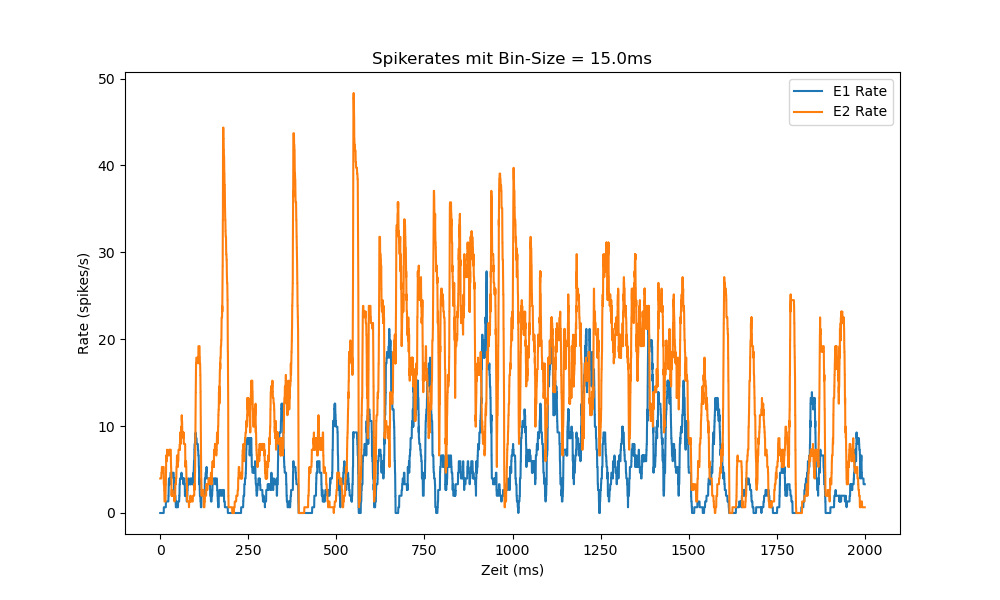 Spikerates mit Bin-Size = 15.0ms
E1 Rate
E2 Rate
50
40
30
20
10
0
Rate (spikes/s)
0 250 500 750 1000 1250 1500 1750 2000
Zeit (ms)